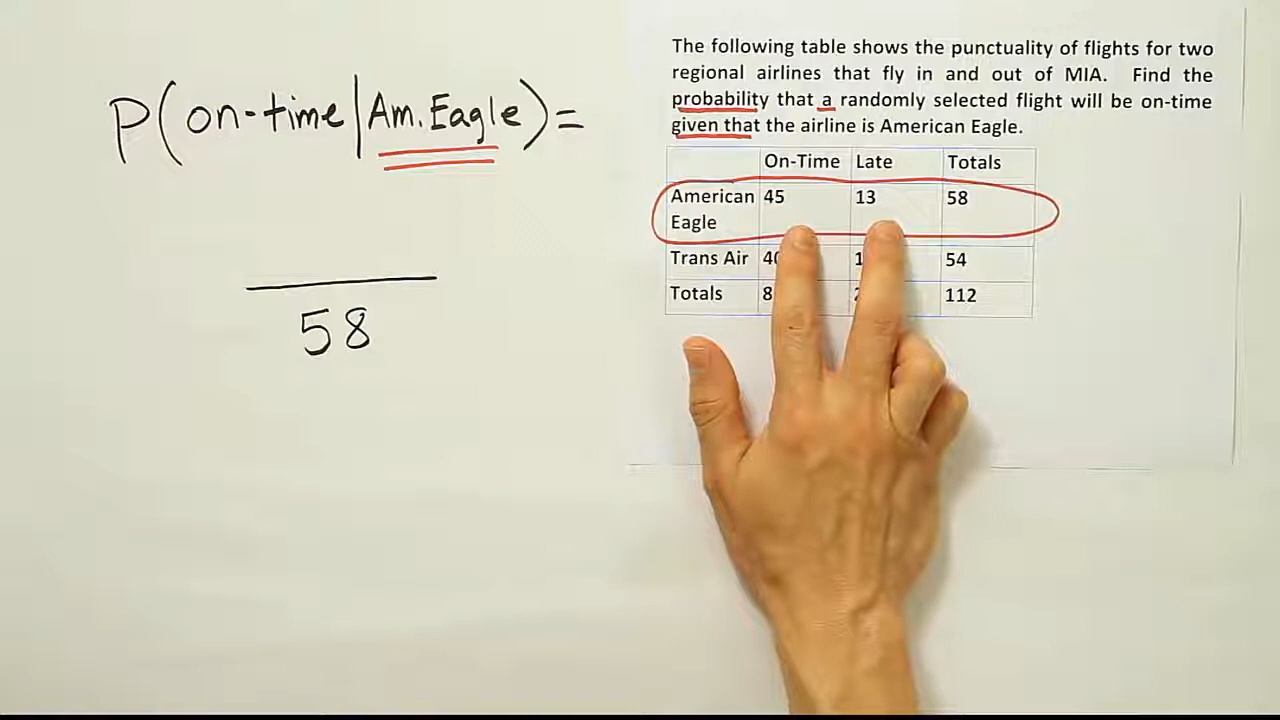 P(on-time|Am.Eagle)=
58
The following table shows the punctuality of flights for two
regional airlines that fly in and out of MIA. Find the
probability that a randomly selected flight will be on-time
given that the airline is American Eagle.
On-Time Late Totals
American Eagle 45 13 58
Trans Air 54
Totals 112